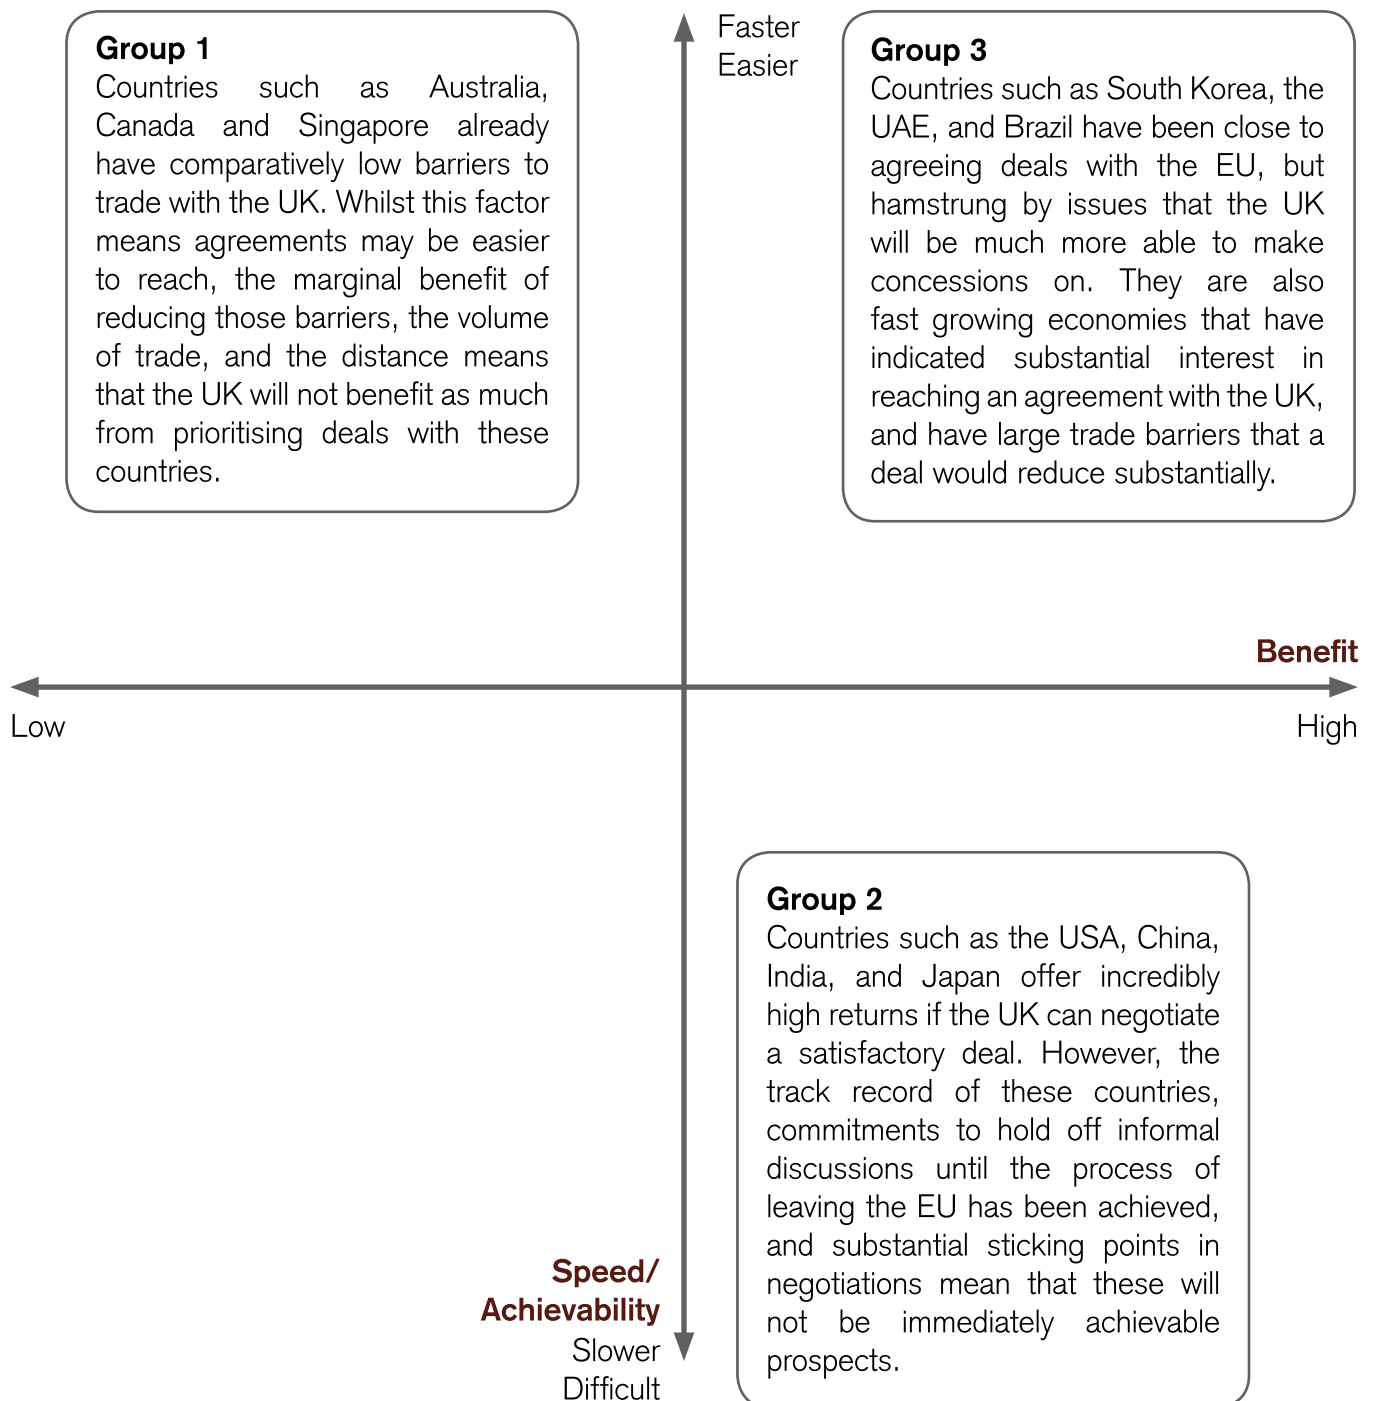 Group 1
Countries such as Australia,
Canada and Singapore already
have comparatively low barriers to
trade with the UK. Whilst this factor
means agreements may be easier
to reach, the marginal benefit of
reducing those barriers, the volume
of trade, and the distance means
that the UK will not benefit as much
from prioritising deals with these
countries.
Faster
Easier
Group 3
Countries such as South Korea, the
UAE, and Brazil have been close to
agreeing deals with the EU, but
hamstrung by issues that the UK
will be much more able to make
concessions on. They are also
fast growing economies that have
indicated substantial interest in
reaching an agreement with the UK,
and have large trade barriers that a
deal would reduce substantially.
Benefit
Low
High
Group 2
Countries such as the USA, China,
India, and Japan offer incredibly
high returns if the UK can negotiate
a satisfactory deal. However, the
track record of these countries,
commitments to hold off informal
discussions until the process of
leaving the EU has been achieved,
and substantial sticking points in
negotiations mean that these will
not be immediately achievable
prospects.
Speed/
Achievability
Slower
Difficult